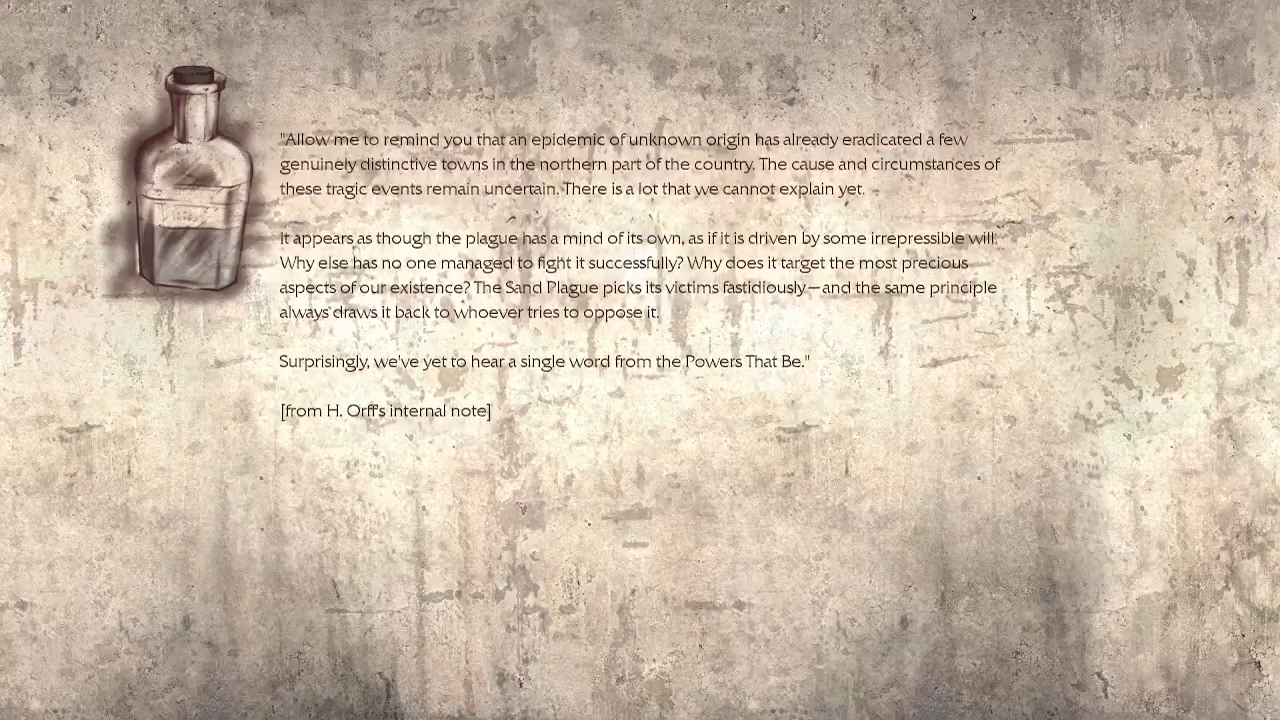 "Allow me to remind you that an epidemic of unknown origin has already eradicated a few
genuinely distinctive towns in the northern part of the country. The cause and circumstances of
these tragic events remain uncertain. There is a lot that we cannot explain yet.
It appears as though the plague has a mind of its own, as if it is driven by some irrepressible will.
Why else has no one managed to fight it successfully? Why does it target the most precious
aspects of our existence? The Sand Plague picks its victims fastidiously—and the same principle
always draws it back to whoever tries to oppose it.
Surprisingly, we've yet to hear a single word from the Powers That Be."
[from H. Orff's internal note]